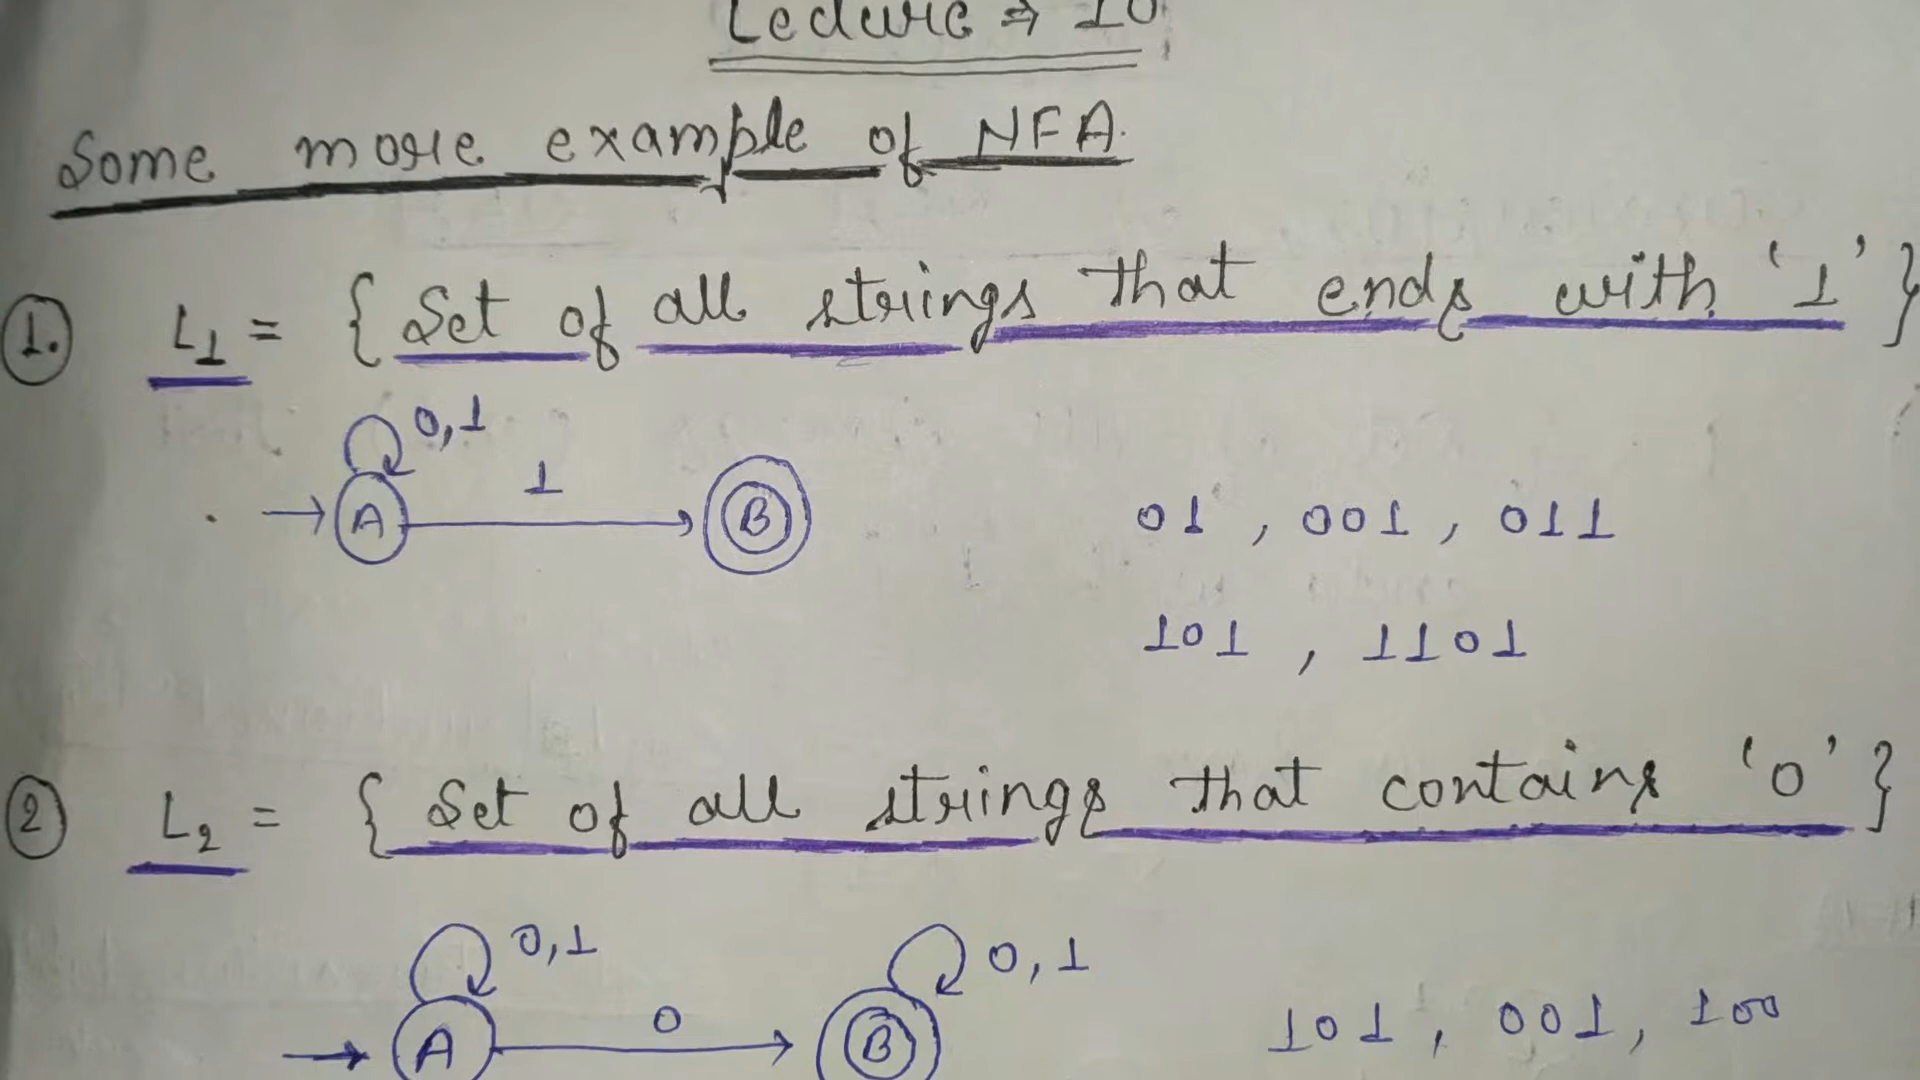 Lecture ⇒ 10
Some more example of NFA.
1. L1 = { Set of all strings that ends with '1' }
0,1
A 1 B
01 , 001 , 011
101 , 1101
2 L2 = { Set of all strings that contains '0' }
0,1 0,1
A 0 B
101 , 001 , 100